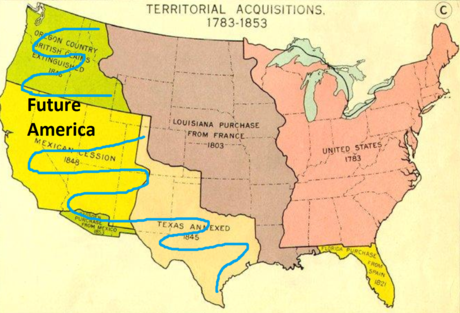 TERRITORIAL ACQUISITIONS.
1783-1853
C
OREGON COUNTRY
BRITISH CLAIMS
EXTINGUISHED
Future
America
LOUISIANA PURCHASE
FROM FRANCE
1803
UNITED STATES
1783
MEXICAN CESSION
1848
PURCHASE
FROM MEXICO
TEXAS ANNEXED
1845
FLORIDA PURCHASE
FROM
SPAIN
1821